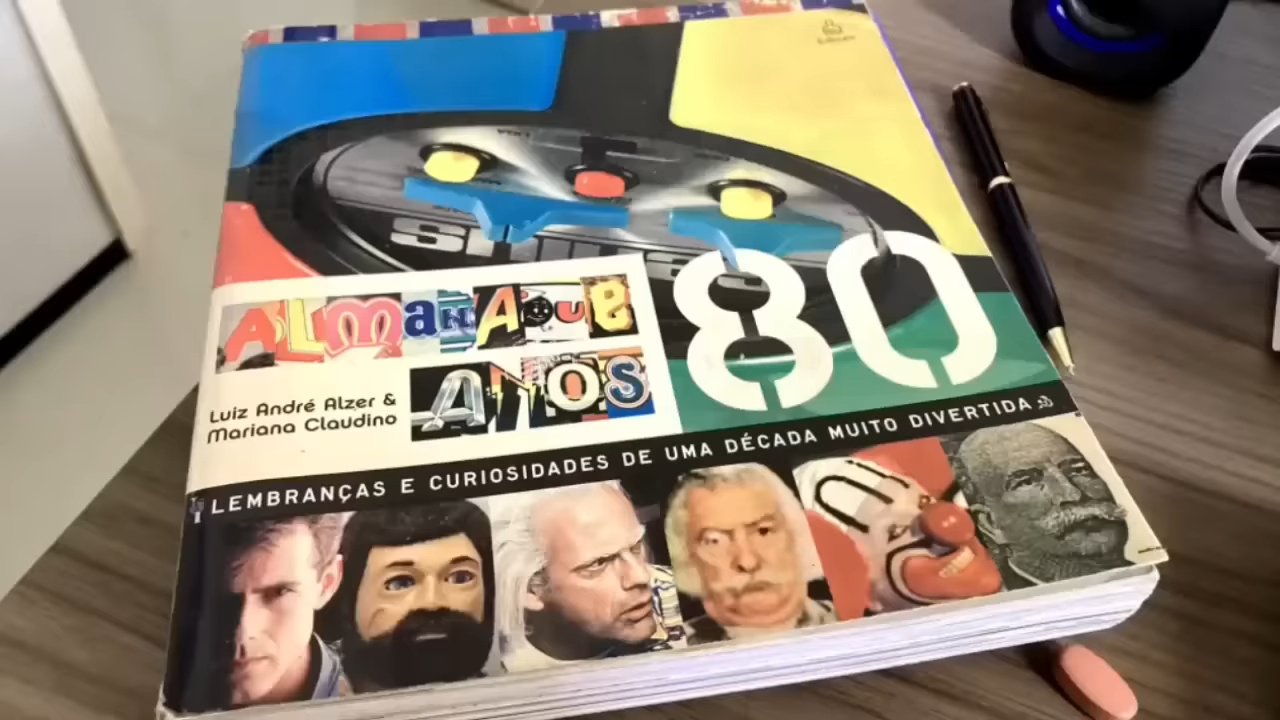 ALMANAQUE
ANOS
80
Luiz André Alzer &
Mariana Claudino
LEMBRANÇAS E CURIOSIDADES DE UMA DÉCADA MUITO DIVERTIDA